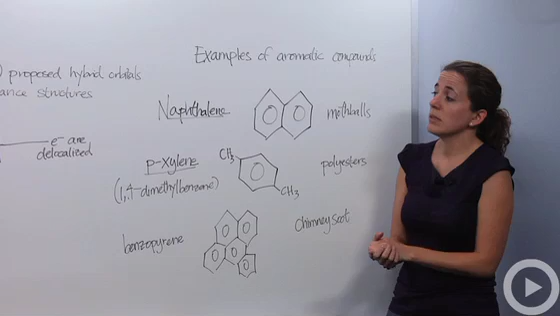 ) proposed hybrid orbitals
ance structures
e⁻ are
delocalized
Examples of aromatic compounds
Naphthalene
mothballs
p-xylene
(1,4-dimethylbenzene)
CH₃
CH₃
polyesters
benzopyrene
chimney soot